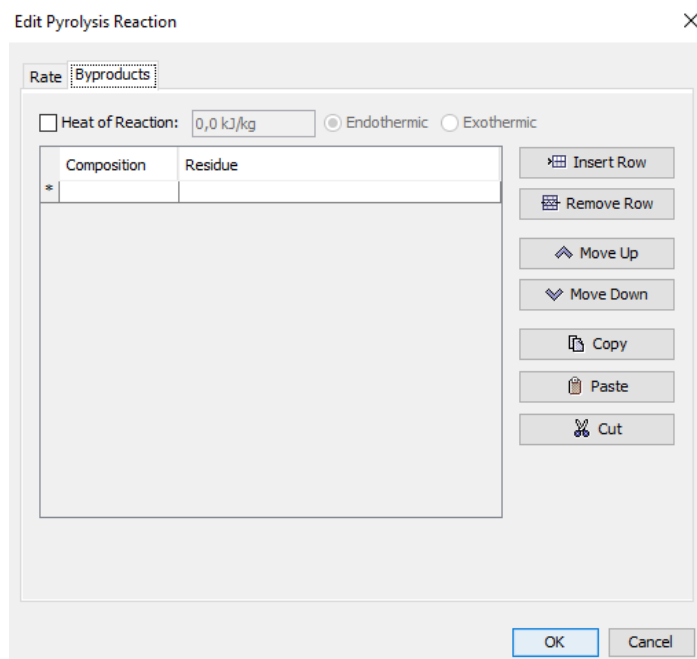 Edit Pyrolysis Reaction
Rate Byproducts
Heat of Reaction: 0,0 kJ/kg Endothermic Exothermic
Composition Residue
*
Insert Row
Remove Row
Move Up
Move Down
Copy
Paste
Cut
OK Cancel